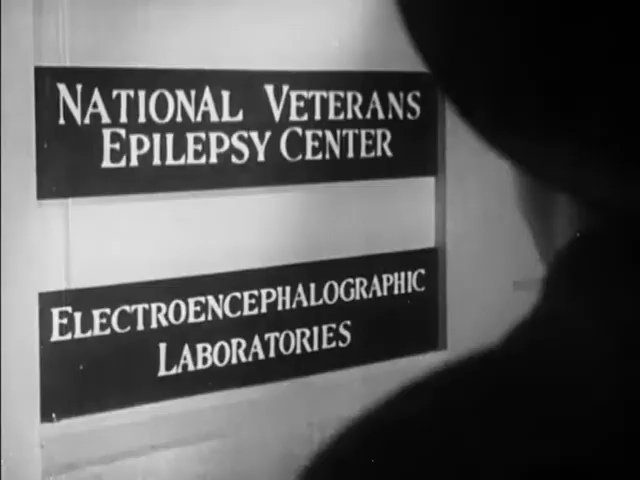 NATIONAL VETERANS
EPILEPSY CENTER
ELECTROENCEPHALOGRAPHIC
LABORATORIES